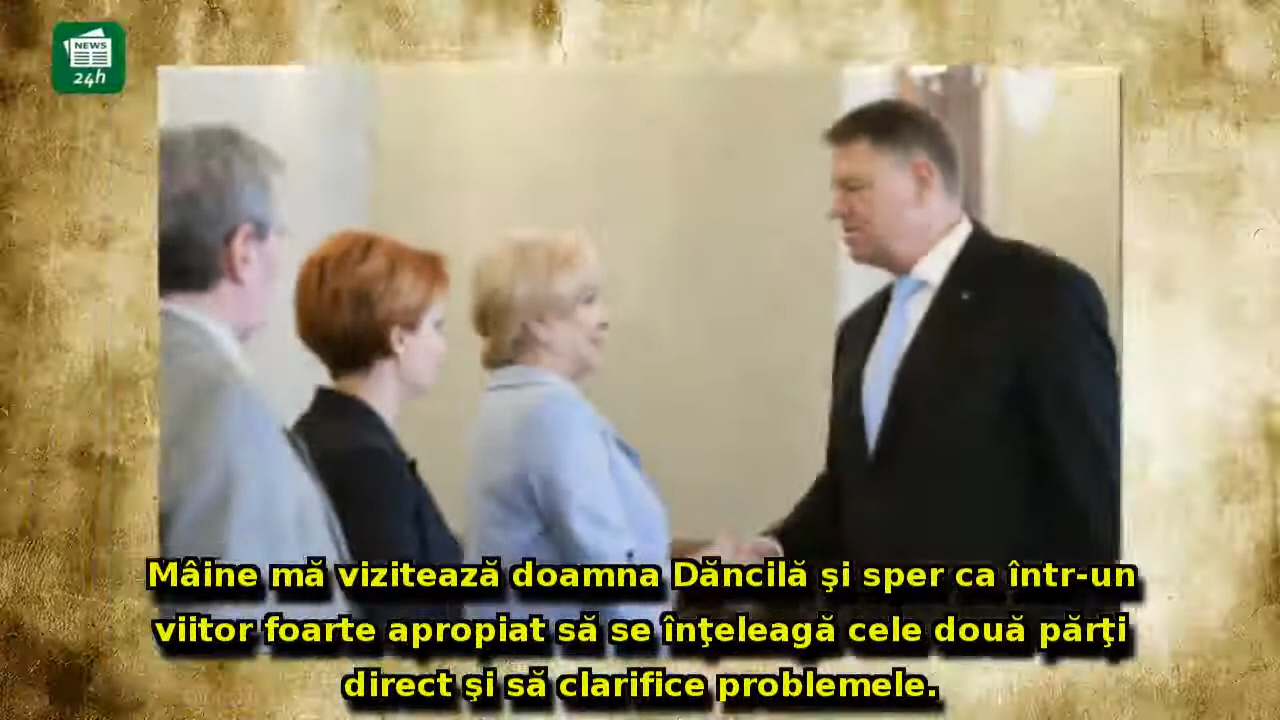 NEWS
24h
Mâine mă vizitează doamna Dăncilă şi sper ca într-un
viitor foarte apropiat să se înţeleagă cele două părţi
direct şi să clarifice problemele.